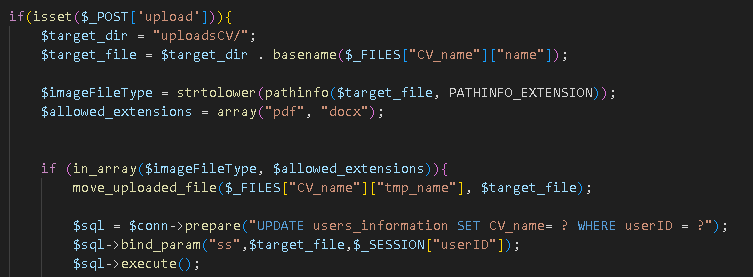 if(isset($_POST['upload'])){
$target_dir = "uploadsCV/";
$target_file = $target_dir . basename($_FILES["CV_name"]["name"]);
$imageFileType = strtolower(pathinfo($target_file, PATHINFO_EXTENSION));
$allowed_extensions = array("pdf", "docx");
if (in_array($imageFileType, $allowed_extensions)){
move_uploaded_file($_FILES["CV_name"]["tmp_name"], $target_file);
$sql = $conn->prepare("UPDATE users_information SET CV_name= ? WHERE userID = ?");
$sql->bind_param("ss",$target_file,$_SESSION["userID"]);
$sql->execute();